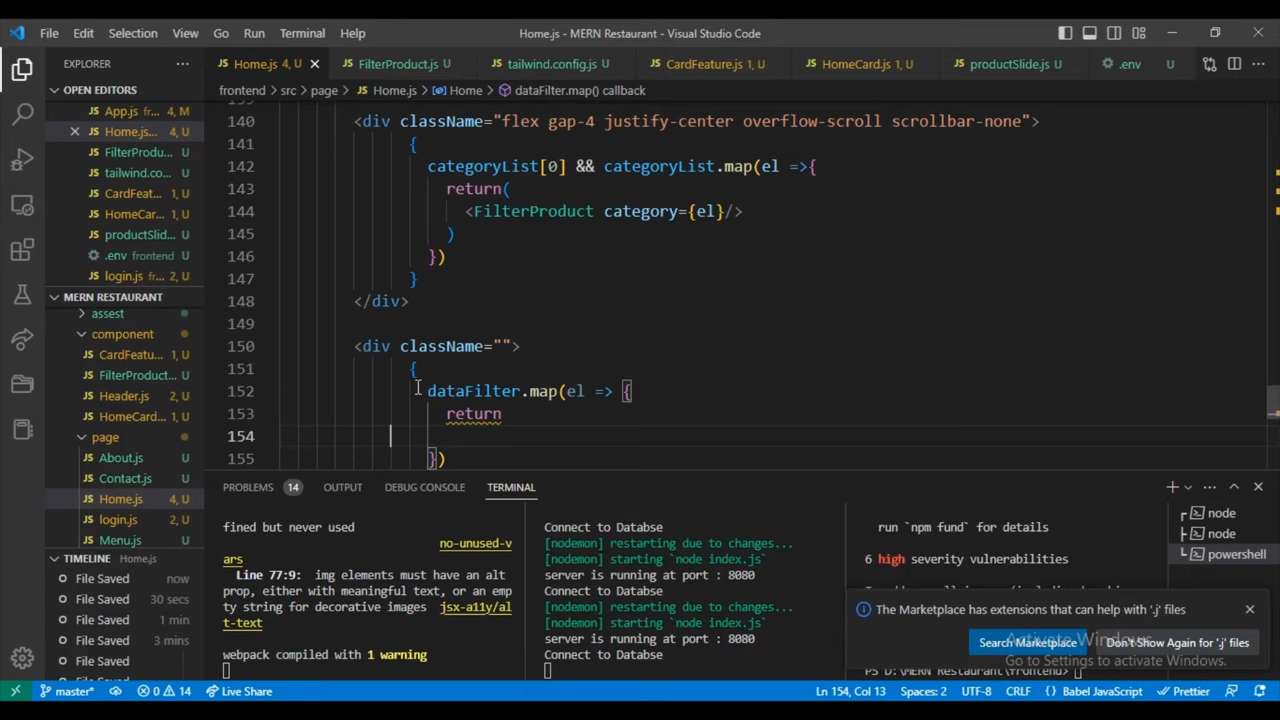 File Edit Selection View Go Run Terminal Help
Home.js - MERN Restaurant - Visual Studio Code
EXPLORER
OPEN EDITORS
JS App.js fr... 4, M
JS Home.js... 4, U
JS FilterProdu... U
JS tailwind.co... U
JS CardFeat... 1, U
JS HomeCar... 1, U
JS productSlid... U
.env frontend U
JS login.js fr... 2, U
MERN RESTAURANT
assest
component
JS CardFeatu... 1, U
JS FilterProduct... U
JS Header.js 4, U
JS HomeCard... 1, U
page
JS About.js U
JS Contact.js U
JS Home.js 4, U
JS login.js 2, U
JS Menu.js U
TIMELINE Home.js
File Saved now
File Saved 30 secs
File Saved 1 min
File Saved 3 mins
File Saved
JS Home.js 4, U
JS FilterProduct.js U
JS tailwind.config.js U
JS CardFeature.js 1, U
JS HomeCard.js 1, U
JS productSlide.js U
.env U
frontend > src > page > JS Home.js > Home > dataFilter.map() callback
139
140 <div className="flex gap-4 justify-center overflow-scroll scrollbar-none">
141 {
142 categoryList[0] && categoryList.map(el =>{
143 return(
144 <FilterProduct category={el}/>
145 )
146 })
147 }
148 </div>
149
150 <div className="">
151 {
152 dataFilter.map(el => {
153 return
154
155 })
PROBLEMS 14 OUTPUT DEBUG CONSOLE TERMINAL
fined but never used
no-unused-v
ars
Line 77:9: img elements must have an alt
prop, either with meaningful text, or an emp
ty string for decorative images jsx-a11y/al
t-text
webpack compiled with 1 warning
Connect to Databse
[nodemon] restarting due to changes...
[nodemon] starting `node index.js`
server is running at port : 8080
Connect to Databse
[nodemon] restarting due to changes...
[nodemon] starting `node index.js`
server is running at port : 8080
Connect to Databse
run `npm fund` for details
6 high severity vulnerabilities
node
node
powershell
The Marketplace has extensions that can help with '.j' files
Search Marketplace
Don't Show Again for '.j' files
Activate Windows
Go to Settings to activate Windows.
PS D:\MERN Restaurant\frontend>
master* 0 14 Live Share
Ln 154, Col 13 Spaces: 2 UTF-8 CRLF {} Babel JavaScript Prettier